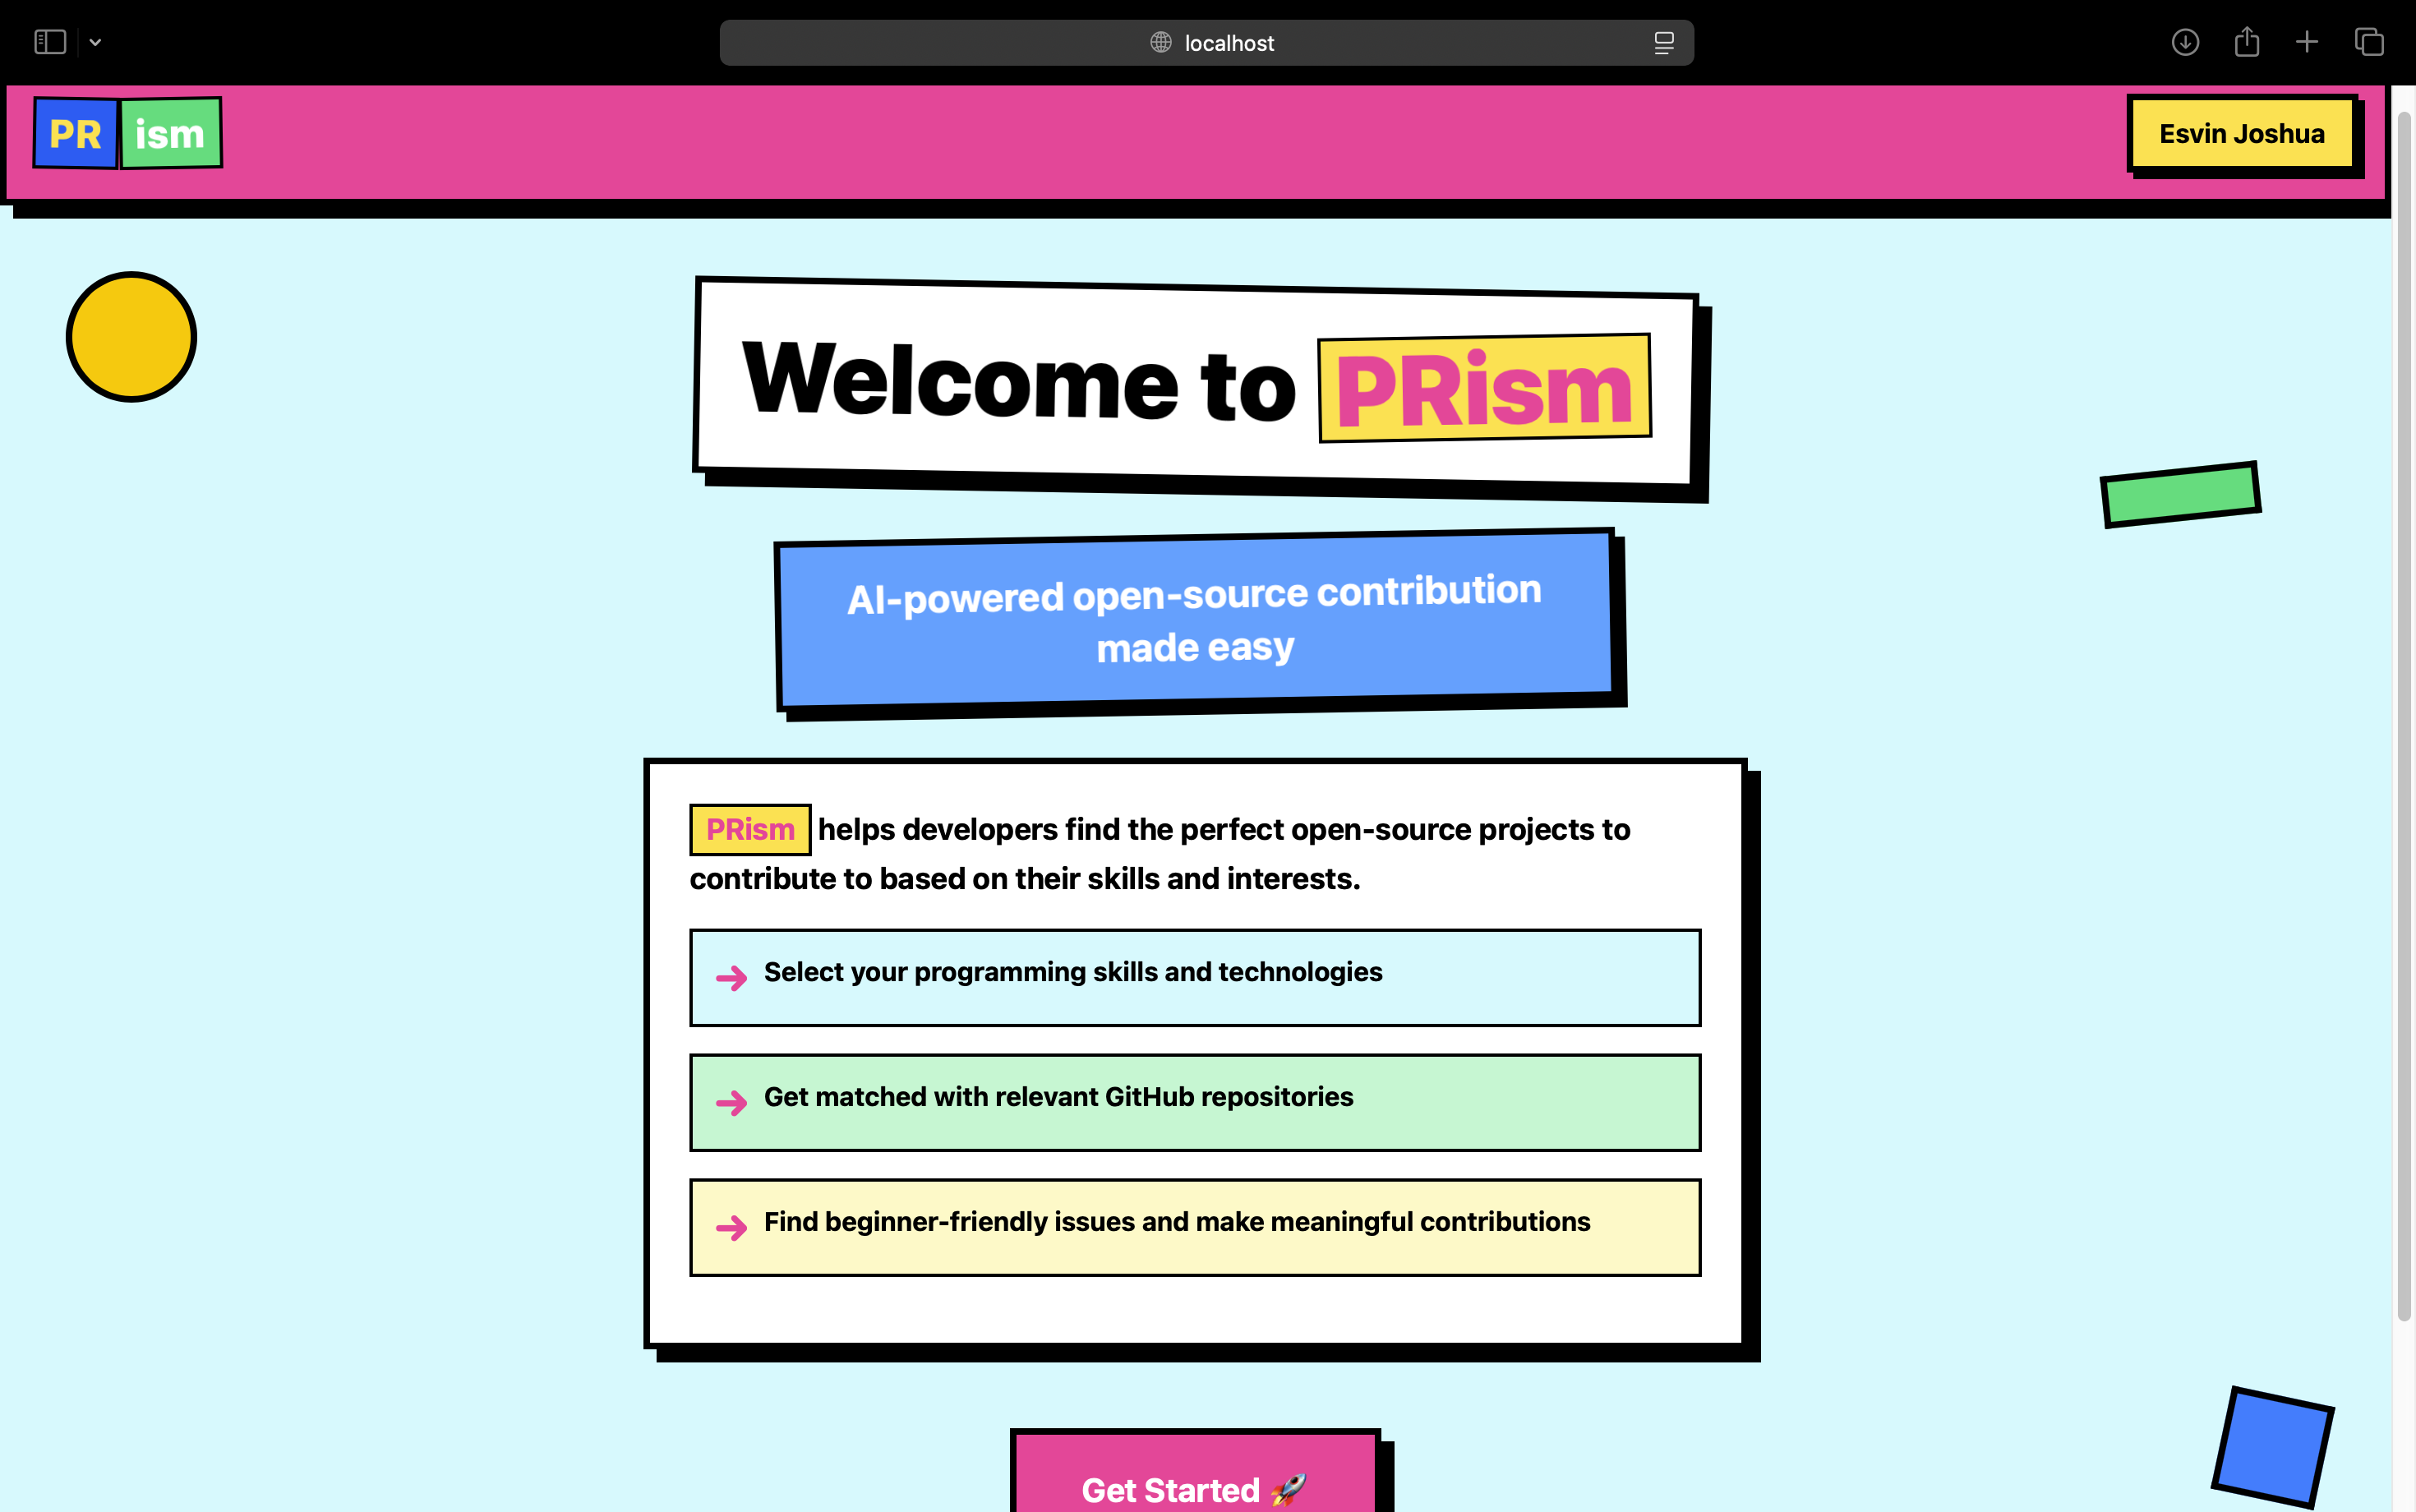 localhost
PRism
Esvin Joshua
Welcome to PRism
AI-powered open-source contribution
made easy
PRism helps developers find the perfect open-source projects to
contribute to based on their skills and interests.
➔ Select your programming skills and technologies
➔ Get matched with relevant GitHub repositories
➔ Find beginner-friendly issues and make meaningful contributions
Get Started 🚀